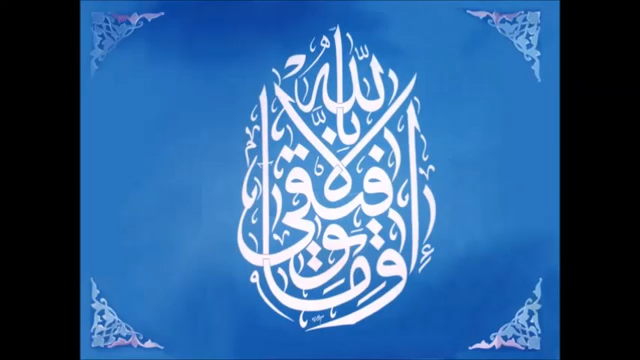 وما توفيقي إلا بالله